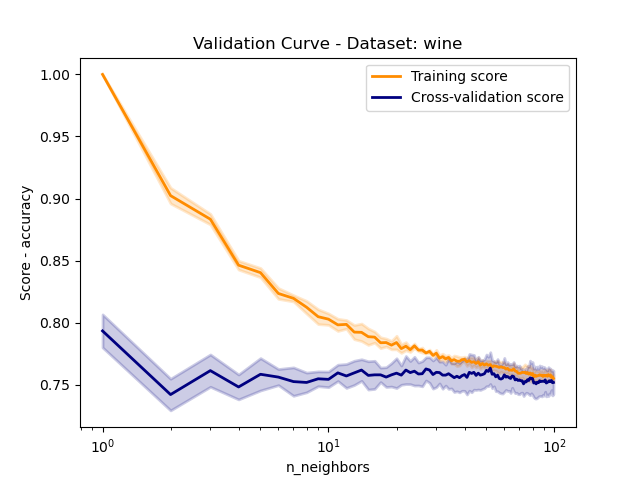 Validation Curve - Dataset: wine
Training score
Cross-validation score
Score - accuracy
1.00
0.95
0.90
0.85
0.80
0.75
10⁰
10¹
10²
n_neighbors